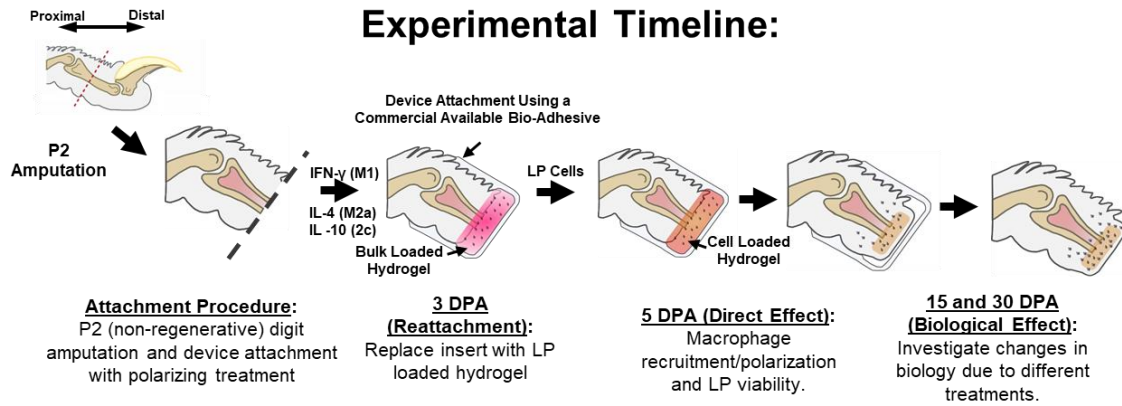 Experimental Timeline:
Proximal Distal
P2
Amputation
Device Attachment Using a
Commercial Available Bio-Adhesive
IFN-γ (M1)
IL-4 (M2a)
IL -10 (2c)
Bulk Loaded
Hydrogel
LP Cells
Cell Loaded
Hydrogel
Attachment Procedure:
P2 (non-regenerative) digit
amputation and device attachment
with polarizing treatment
3 DPA
(Reattachment):
Replace insert with LP
loaded hydrogel
5 DPA (Direct Effect):
Macrophage
recruitment/polarization
and LP viability.
15 and 30 DPA
(Biological Effect):
Investigate changes in
biology due to different
treatments.